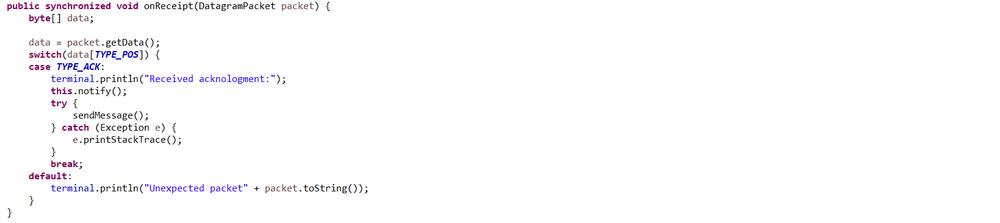 public synchronized void onReceipt(DatagramPacket packet) {
    byte[] data;

    data = packet.getData();
    switch(data[TYPE_POS]) {
    case TYPE_ACK:
        terminal.println("Received acknologment:");
        this.notify();
        try {
            sendMessage();
        } catch (Exception e) {
            e.printStackTrace();
        }
        break;
    default:
        terminal.println("Unexpected packet" + packet.toString());
    }
}